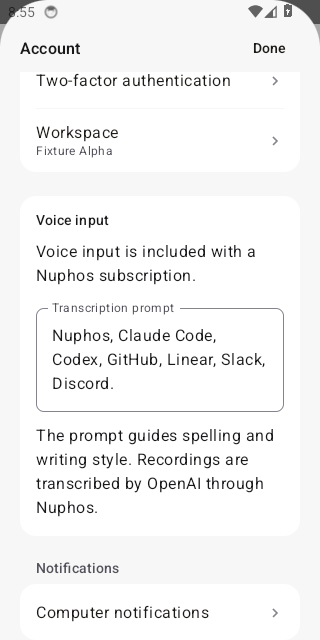 8:55
Account
Done
Two-factor authentication
Workspace
Fixture Alpha
Voice input
Voice input is included with a
Nuphos subscription.
Transcription prompt
Nuphos, Claude Code,
Codex, GitHub, Linear, Slack,
Discord.
The prompt guides spelling and
writing style. Recordings are
transcribed by OpenAI through
Nuphos.
Notifications
Computer notifications